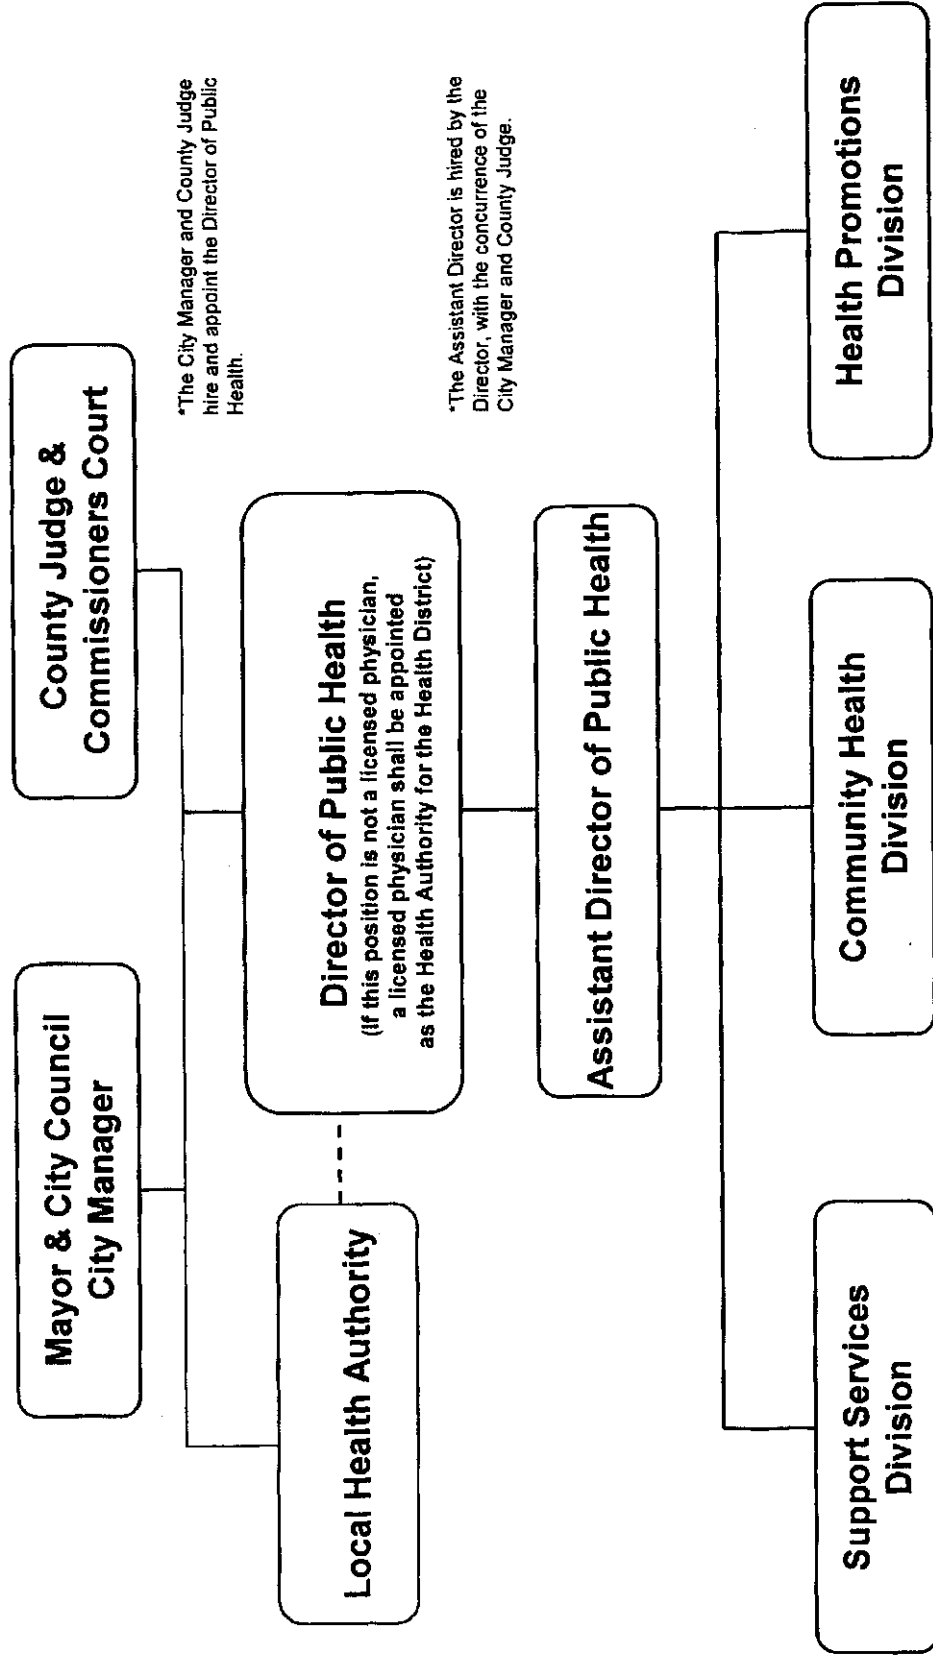 Mayor & City Council
City Manager
County Judge &
Commissioners Court
*The City Manager and County Judge
hire and appoint the Director of Public
Health.
Local Health Authority
Director of Public Health
(If this position is not a licensed physician,
a licensed physician shall be appointed
as the Health Authority for the Health District)
*The Assistant Director is hired by the
Director, with the concurrence of the
City Manager and County Judge.
Assistant Director of Public Health
Support Services
Division
Community Health
Division
Health Promotions
Division